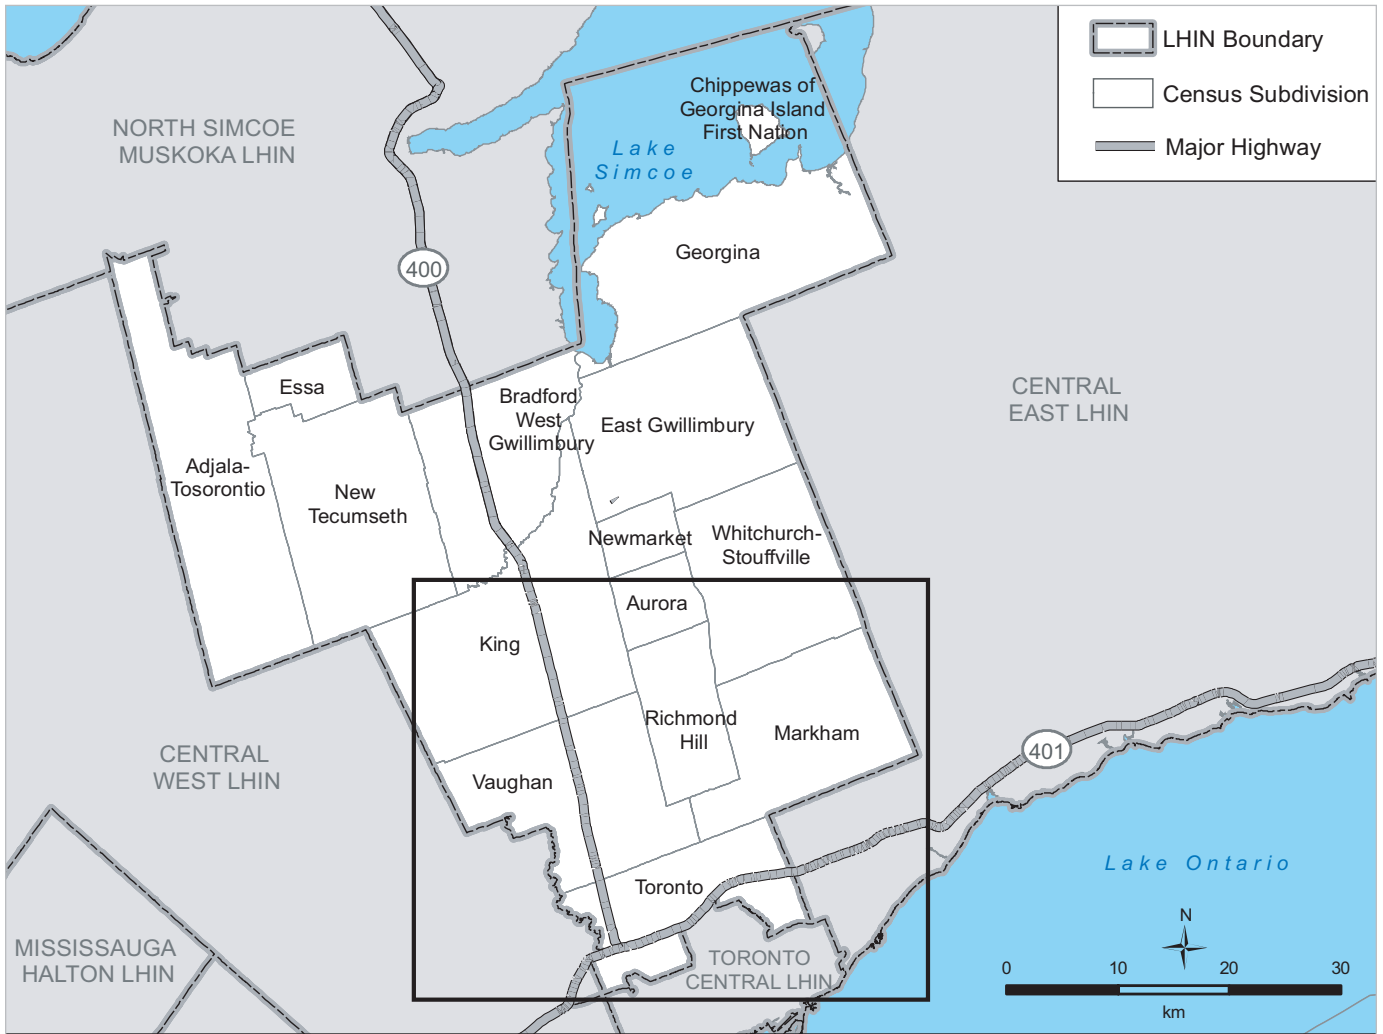 LHIN Boundary
Census Subdivision
Major Highway
Chippewas of
Georgina Island
First Nation
NORTH SIMCOE
MUSKOKA LHIN
Lake
Simcoe
Georgina
400
Essa
Bradford
West
Gwillimbury
East Gwillimbury
CENTRAL
EAST LHIN
Adjala-
Tosorontio
New
Tecumseth
Newmarket
Whitchurch-
Stouffville
Aurora
King
Richmond
Hill
Markham
CENTRAL
WEST LHIN
Vaughan
401
Toronto
Lake Ontario
MISSISSAUGA
HALTON LHIN
TORONTO
CENTRAL LHIN
N
0 10 20 30
km